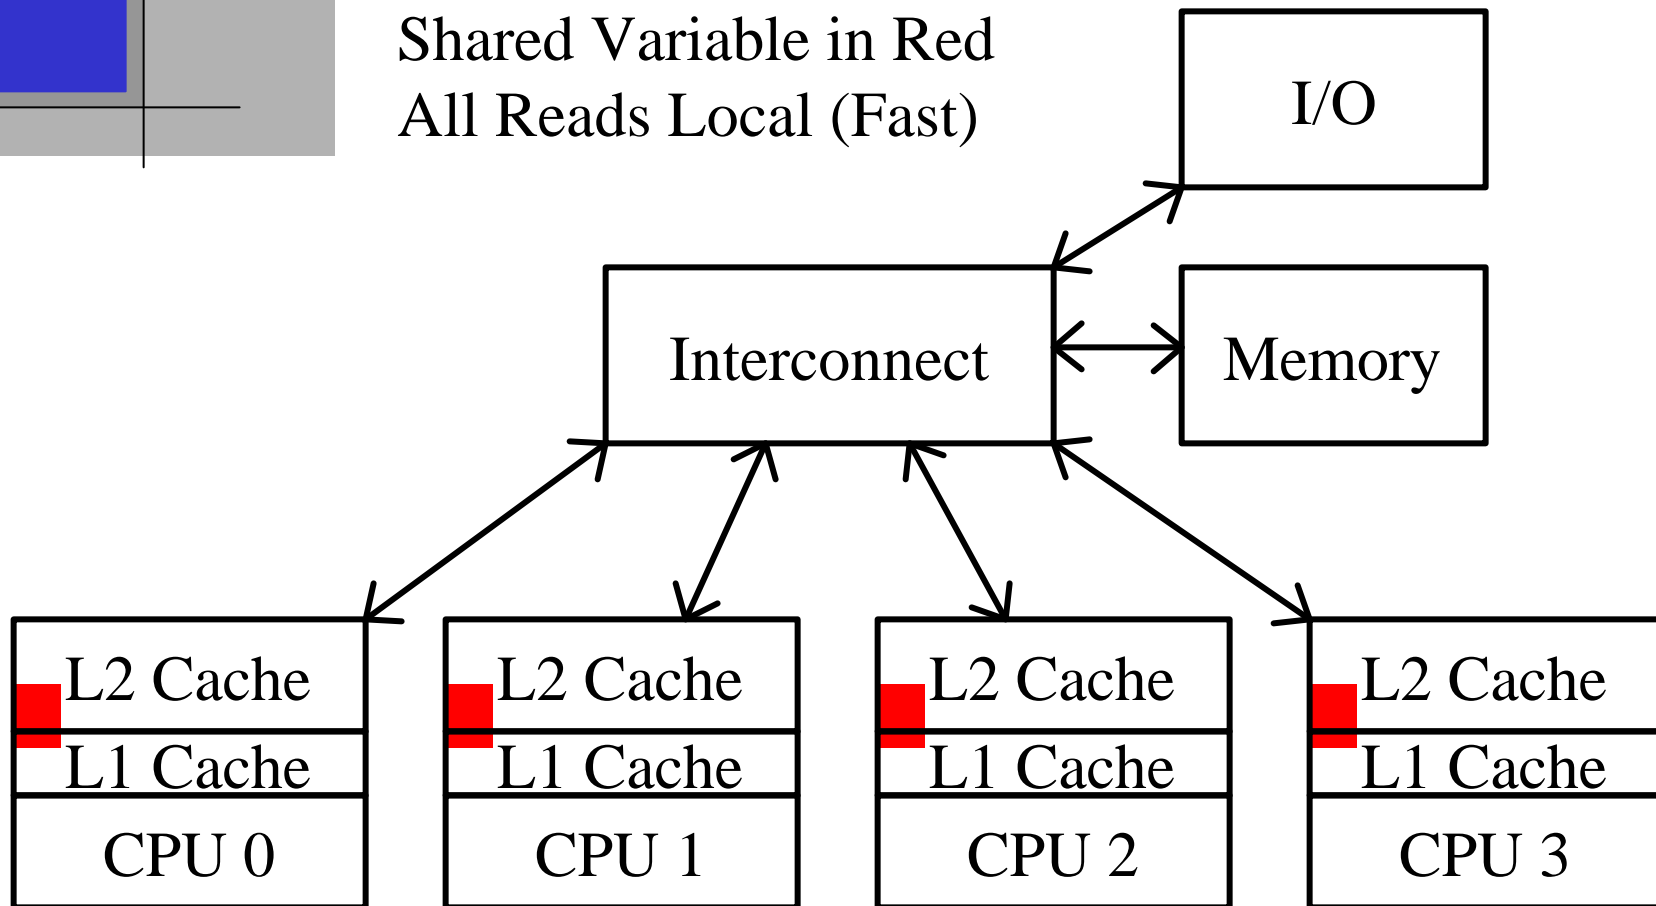 Shared Variable in Red
All Reads Local (Fast)
I/O
Interconnect
Memory
L2 Cache
L1 Cache
CPU 0
L2 Cache
L1 Cache
CPU 1
L2 Cache
L1 Cache
CPU 2
L2 Cache
L1 Cache
CPU 3